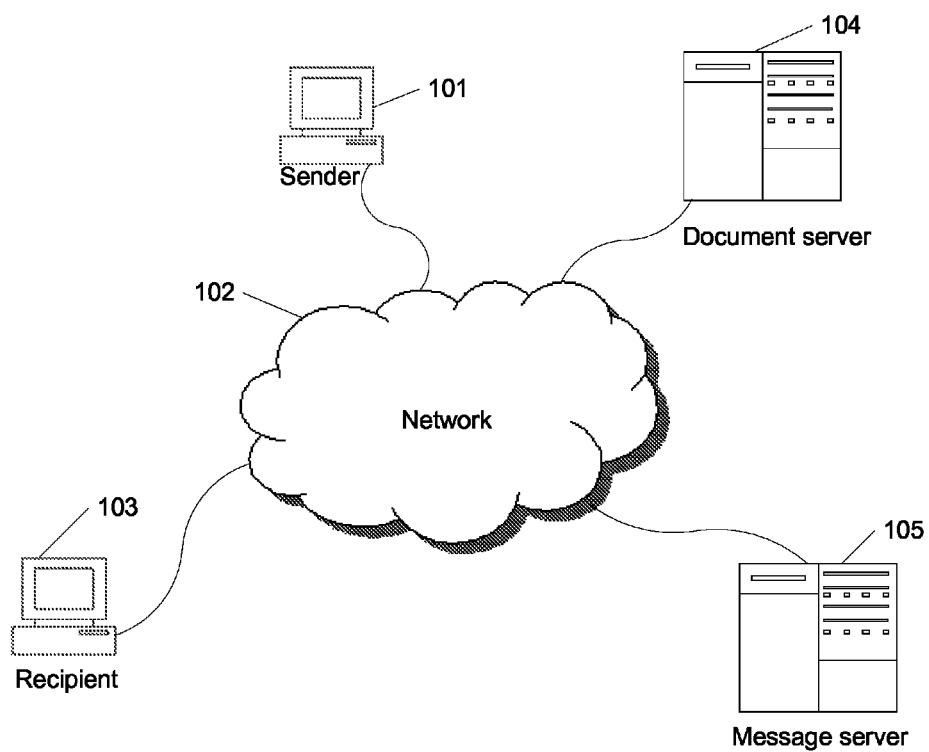 104
101
Sender
Document server
102
Network
103
105
Recipient
Message server